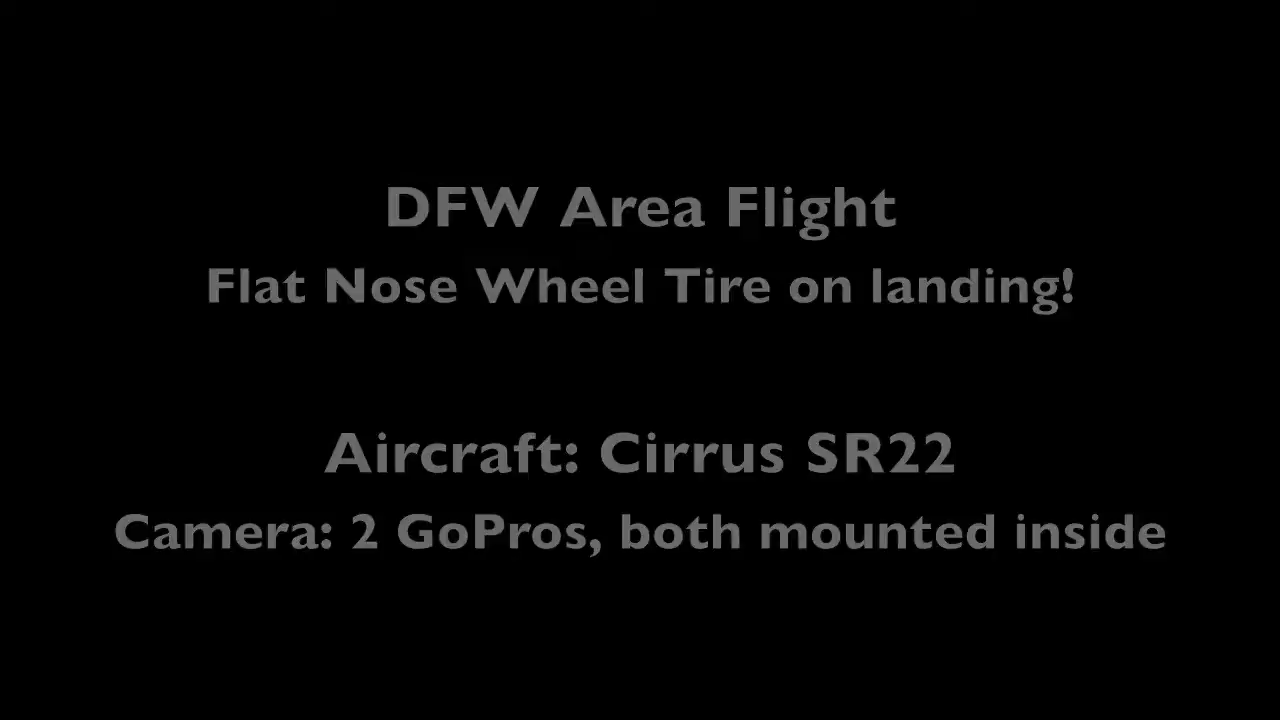 DFW Area Flight
Flat Nose Wheel Tire on landing!
Aircraft: Cirrus SR22
Camera: 2 GoPros, both mounted inside